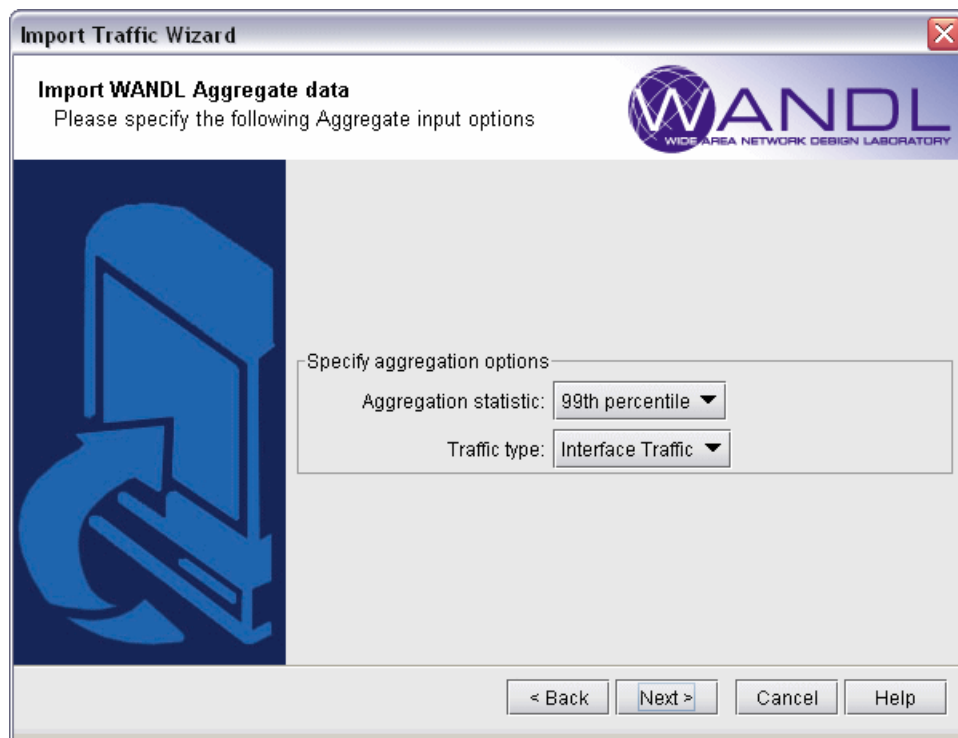 Import Traffic Wizard
Import WANDL Aggregate data
Please specify the following Aggregate input options
WANDL
WIDE AREA NETWORK DESIGN LABORATORY
Specify aggregation options
Aggregation statistic: 99th percentile
Traffic type: Interface Traffic
< Back Next > Cancel Help